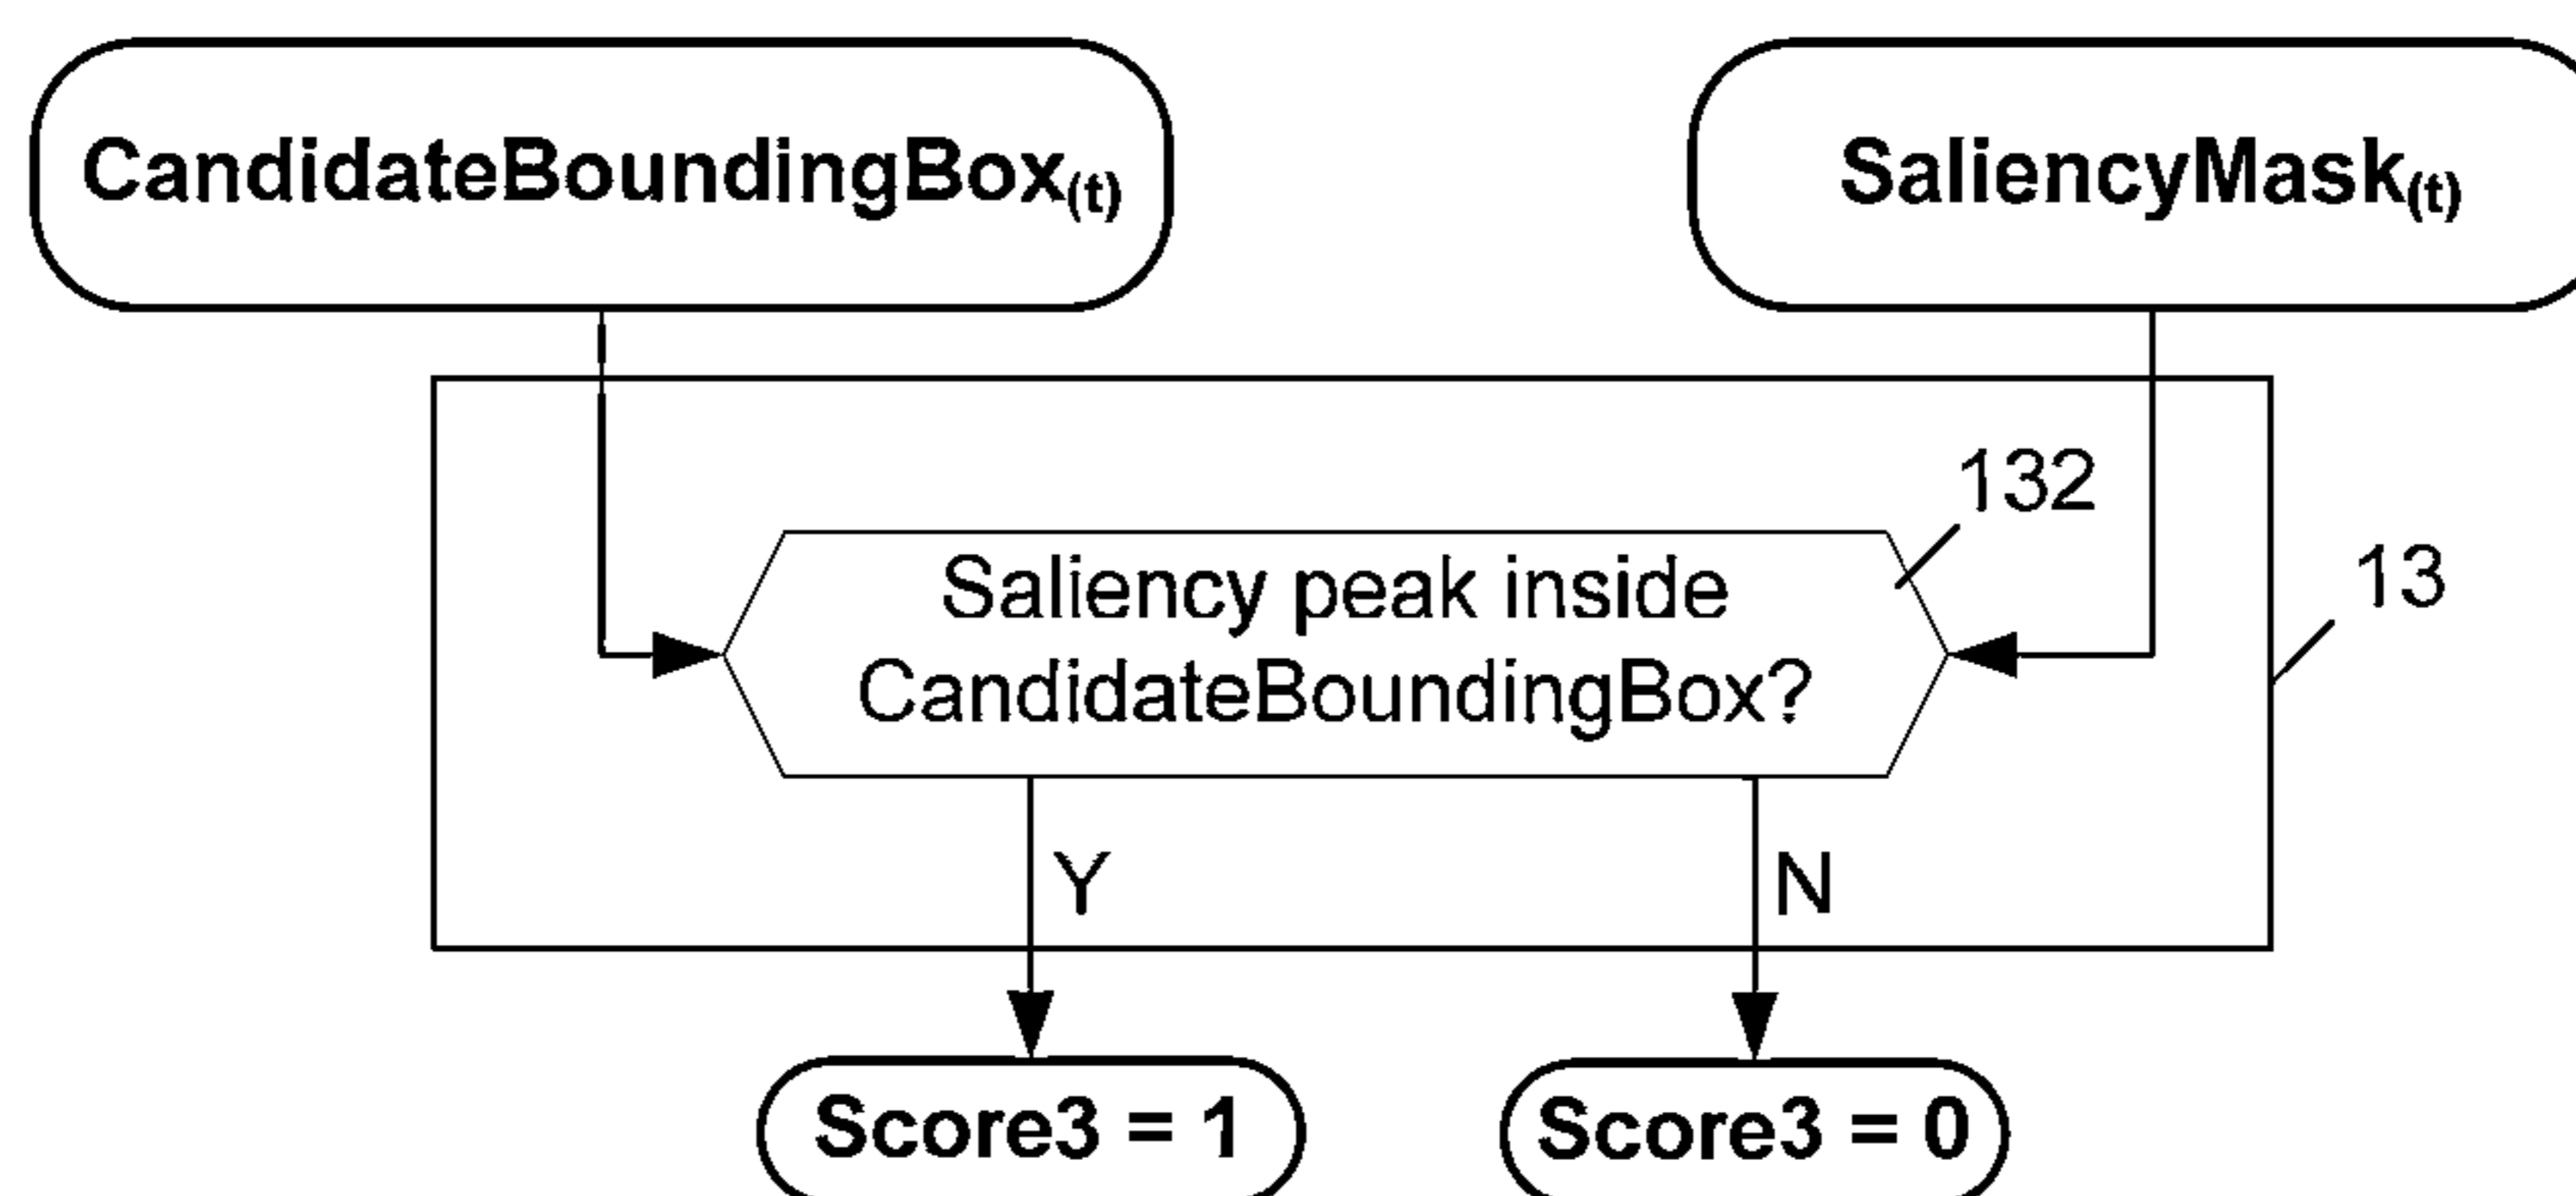 CandidateBoundingBox(t)
SaliencyMask(t)
132
Saliency peak inside
13
CandidateBoundingBox?
Y
N
Score3 = 1
Score3 = 0